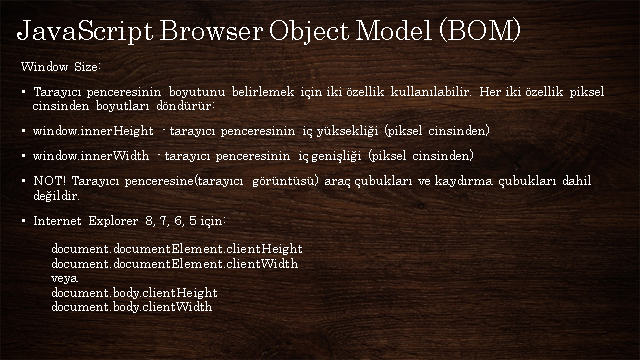 JavaScript Browser Object Model (BOM)
Window Size:
• Tarayıcı penceresinin boyutunu belirlemek için iki özellik kullanılabilir. Her iki özellik piksel
cinsinden boyutları döndürür:
• window.innerHeight - tarayıcı penceresinin iç yüksekliği (piksel cinsinden)
• window.innerWidth - tarayıcı penceresinin iç genişliği (piksel cinsinden)
• NOT! Tarayıcı penceresine(tarayıcı görüntüsü) araç çubukları ve kaydırma çubukları dahil
değildir.
• Internet Explorer 8, 7, 6, 5 için:
document.documentElement.clientHeight
document.documentElement.clientWidth
veya
document.body.clientHeight
document.body.clientWidth